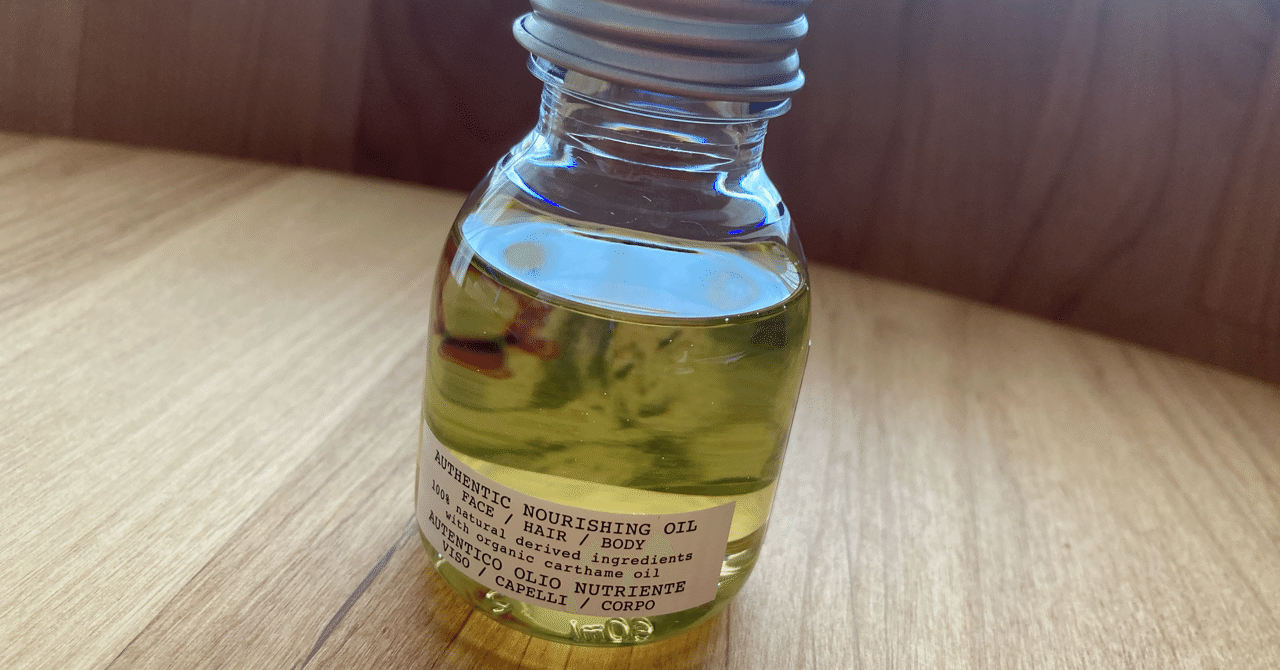 AUTHENTIC NOURISHING OIL
FACE / HAIR / BODY
100% natural derived ingredients
with organic carthame oil
AUTENTICO OLIO NUTRIENTE
VISO / CAPELLI / CORPO